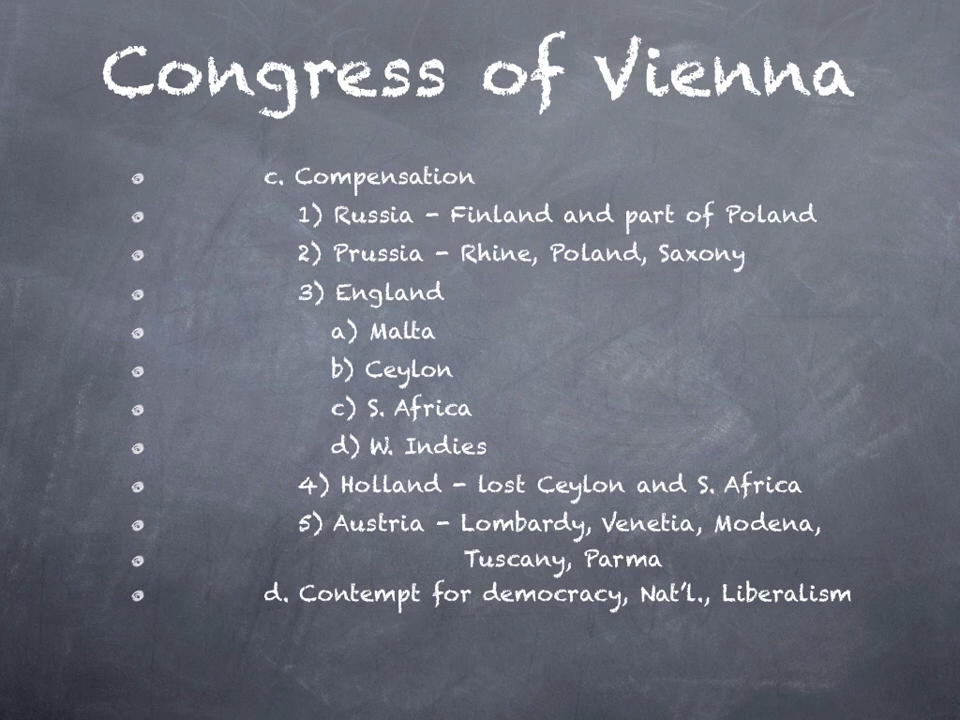 Congress of Vienna
c. Compensation
1) Russia - Finland and part of Poland
2) Prussia - Rhine, Poland, Saxony
3) England
a) Malta
b) Ceylon
c) S. Africa
d) W. Indies
4) Holland - lost Ceylon and S. Africa
5) Austria - Lombardy, Venetia, Modena,
Tuscany, Parma
d. Contempt for democracy, Nat'l., Liberalism